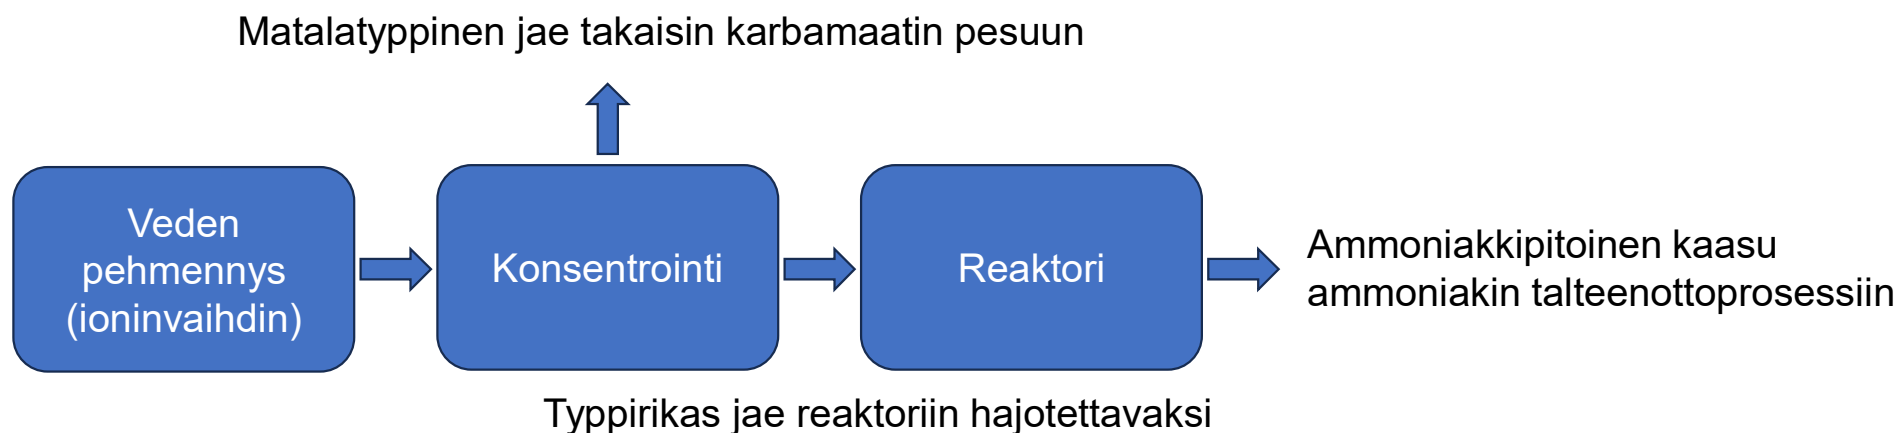 Matalatyppinen jae takaisin karbamaatin pesuun
Veden
pehmennys
(ioninvaihdin)
Konsentrointi
Reaktori
Ammoniakkipitoinen kaasu
ammoniakin talteenottoprosessiin
Typpirikas jae reaktoriin hajotettavaksi